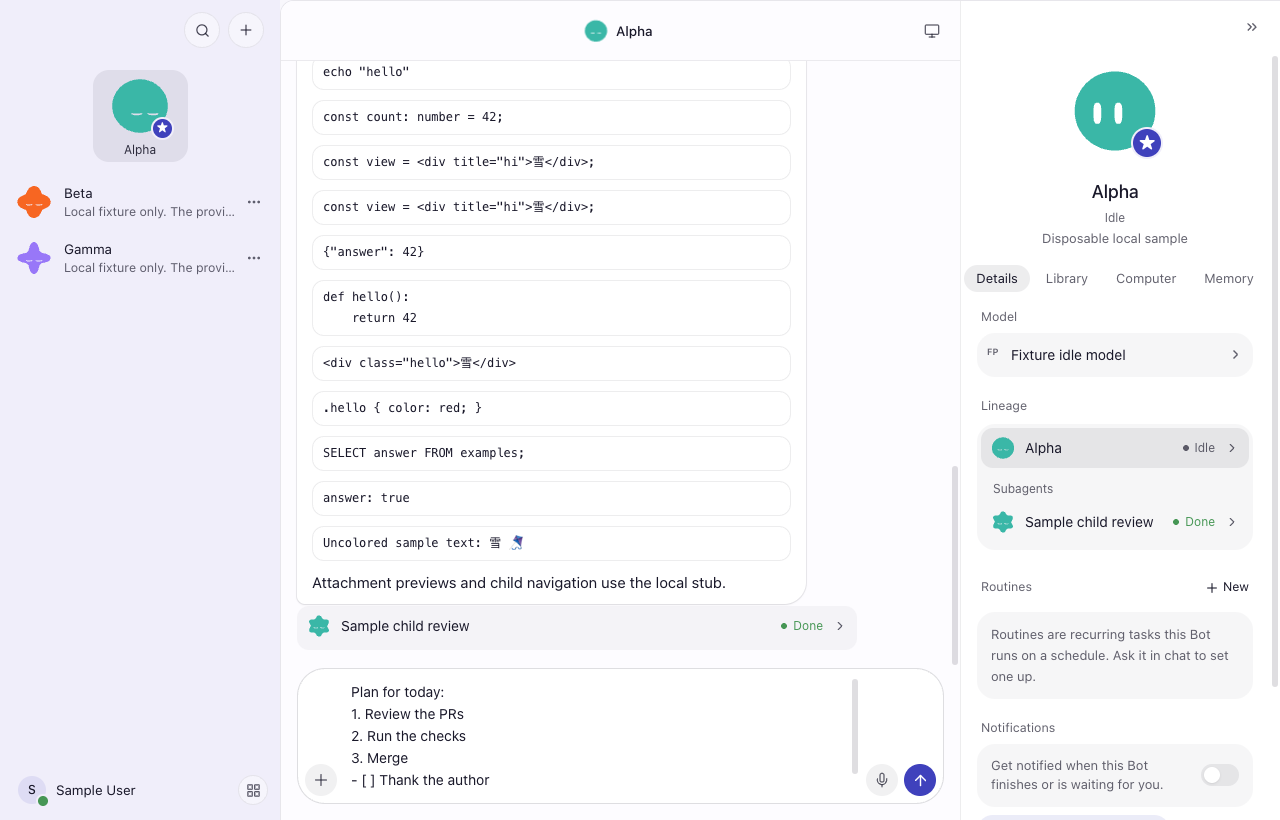 Alpha
Beta
Local fixture only. The provi...
Gamma
Local fixture only. The provi...
S
Sample User
Alpha
echo "hello"
const count: number = 42;
const view = <div title="hi">雪</div>;
const view = <div title="hi">雪</div>;
{"answer": 42}
def hello():
    return 42
<div class="hello">雪</div>
.hello { color: red; }
SELECT answer FROM examples;
answer: true
Uncolored sample text: 雪
Attachment previews and child navigation use the local stub.
Sample child review
Done
Plan for today:
1. Review the PRs
2. Run the checks
3. Merge
- [ ] Thank the author
Alpha
Idle
Disposable local sample
Details Library Computer Memory
Model
FP Fixture idle model
Lineage
Alpha Idle
Subagents
Sample child review Done
Routines + New
Routines are recurring tasks this Bot
runs on a schedule. Ask it in chat to set
one up.
Notifications
Get notified when this Bot
finishes or is waiting for you.